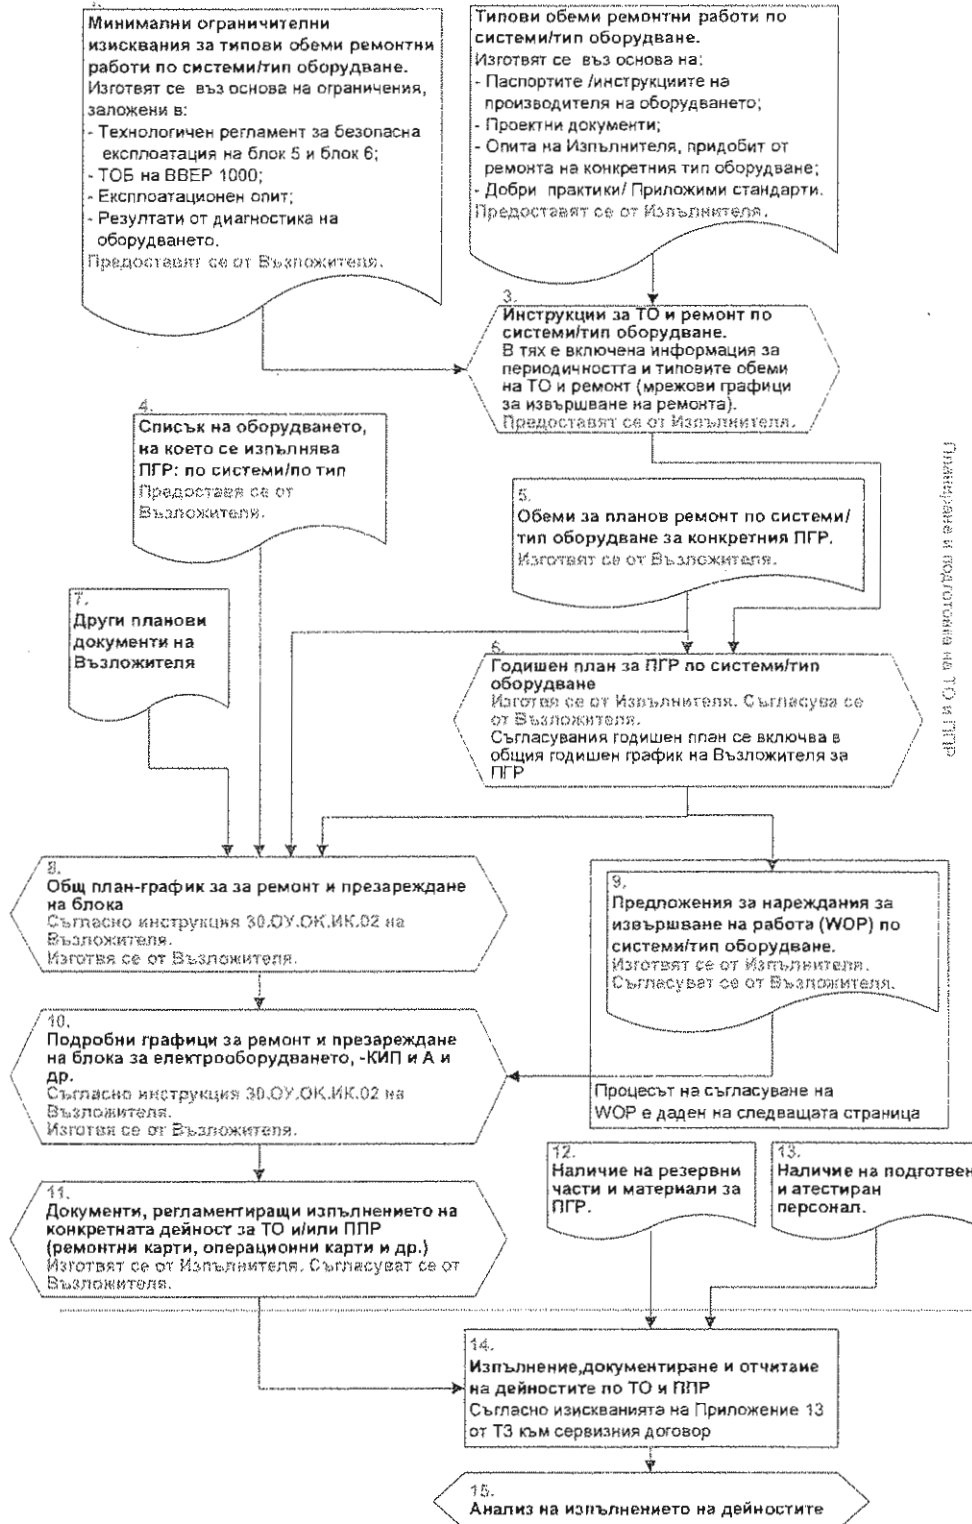 Минимални ограничителни
изисквания за типови обеми ремонтни
работи по системи/тип оборудване.
Изготвят се въз основа на ограничения,
заложени в:
- Технологичен регламент за безопасна
експлоатация на блок 5 и блок 6;
- ТОБ на ВВЕР 1000;
- Експлоатационен опит;
- Резултати от диагностика на
оборудването.
Предоставят се от Възложителя.
Типови обеми ремонтни работи по
системи/тип оборудване.
Изготвят се въз основа на:
- Паспортите /инструкциите на
производителя на оборудването;
- Проектни документи;
- Опита на Изпълнителя, придобит от
ремонта на конкретния тип оборудване;
- Добри практики/ Приложими стандарти.
Предоставят се от Изпълнителя.
3.
Инструкции за ТО и ремонт по
системи/тип оборудване.
В тях е включена информация за
периодичността и типовите обеми
на ТО и ремонт (мрежови графици
за извършване на ремонта).
Предоставят се от Изпълнителя.
4.
Списък на оборудването,
на което се изпълнява
ПГР: по системи/по тип
Предоставя се от
Възложителя.
5.
Обеми за планов ремонт по системи/
тип оборудване за конкретния ПГР.
Изготвят се от Възложителя.
Планиране и подготовка на ТО и ППР
7.
Други планови
документи на
Възложителя
6.
Годишен план за ПГР по системи/тип
оборудване
Изготвя се от Изпълнителя. Съгласува се
от Възложителя.
Съгласувания годишен план се включва в
общия годишен график на Възложителя за
ПГР
8.
Общ план-график за за ремонт и презареждане
на блока
Съгласно инструкция 30.ОУ.ОК.ИК.02 на
Възложителя.
Изготвя се от Възложителя.
9.
Предложения за нареждания за
извършване на работа (WOP) по
системи/тип оборудване.
Изготвят се от Изпълнителя.
Съгласуват се от Възложителя.
Процесът на съгласуване на
WOP е даден на следващата страница
10.
Подробни графици за ремонт и презареждане
на блока за електрооборудването, -КИП и А и
др.
Съгласно инструкция 30.ОУ.ОК.ИК.02 на
Възложителя.
Изготвя се от Възложителя.
11.
Документи, регламентиращи изпълнението на
конкретната дейност за ТО и/или ППР
(ремонтни карти, операционни карти и др.)
Изготвят се от Изпълнителя. Съгласуват се от
Възложителя.
12.
Наличие на резервни
части и материали за
ПГР.
13.
Наличие на подготвен
и атестиран
персонал.
14.
Изпълнение,документиране и отчитане
на дейностите по ТО и ППР
Съгласно изискванията на Приложение 13
от ТЗ към сервизния договор
15.
Анализ на изпълнението на дейностите